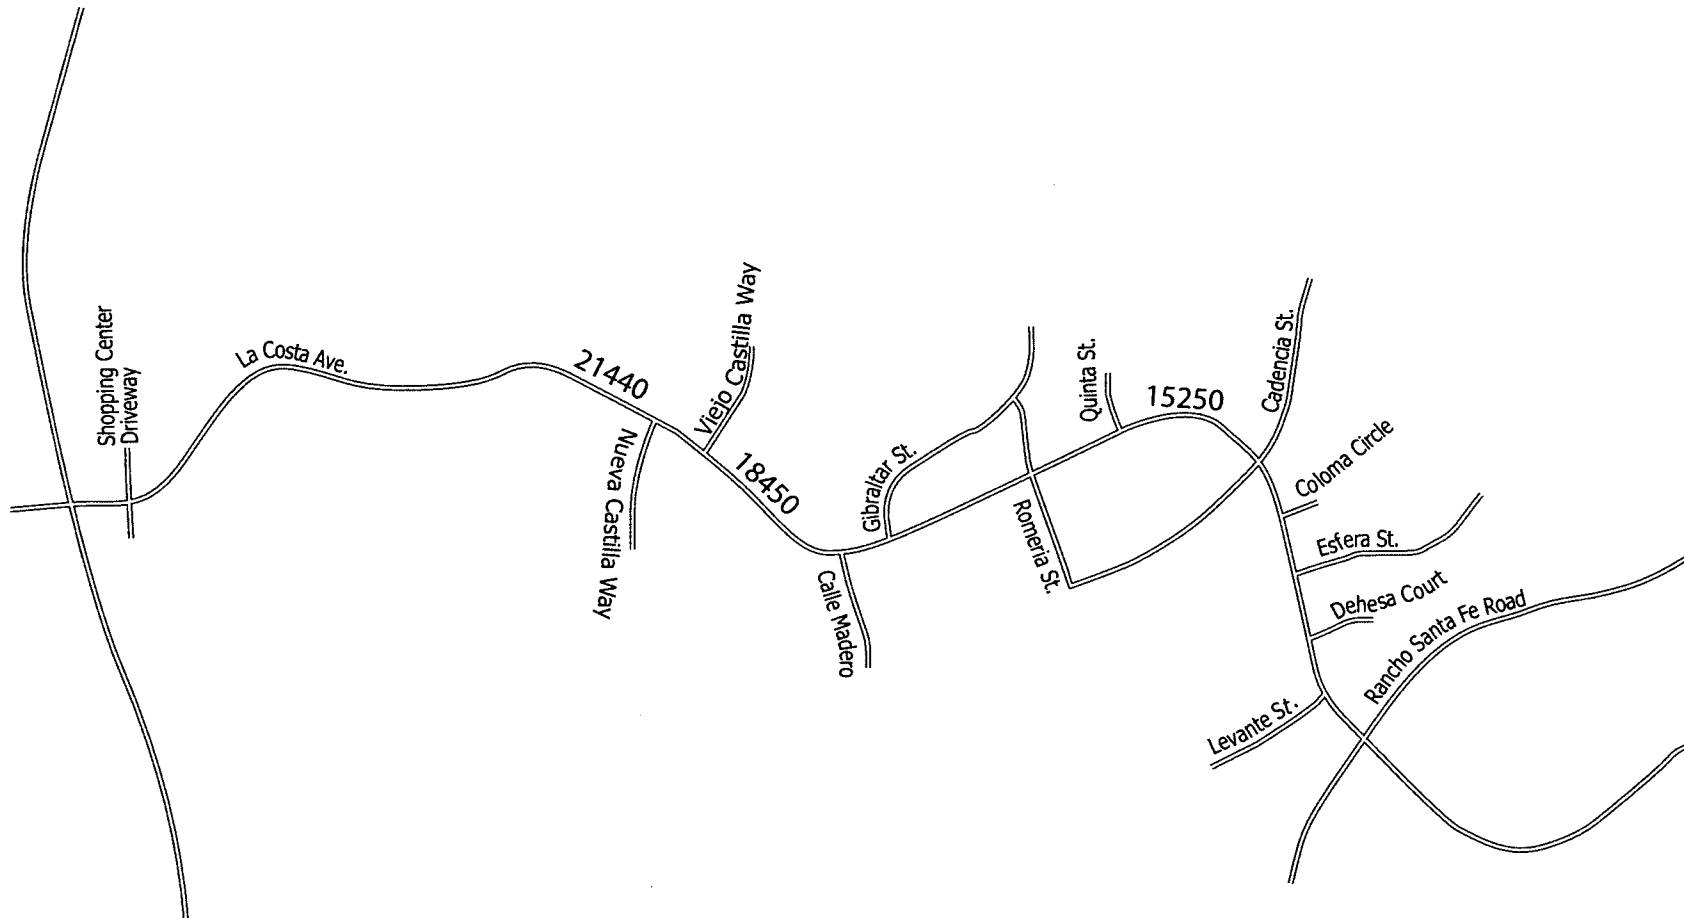 Shopping Center
Driveway
La Costa Ave.
21440
Nueva Castilla Way
Viejo Castilla Way
18450
Calle Madero
Gibraltar St.
Romeria St.
Quinta St.
15250
Cadencia St.
Coloma Circle
Esfera St.
Dehesa Court
Rancho Santa Fe Road
Levante St.